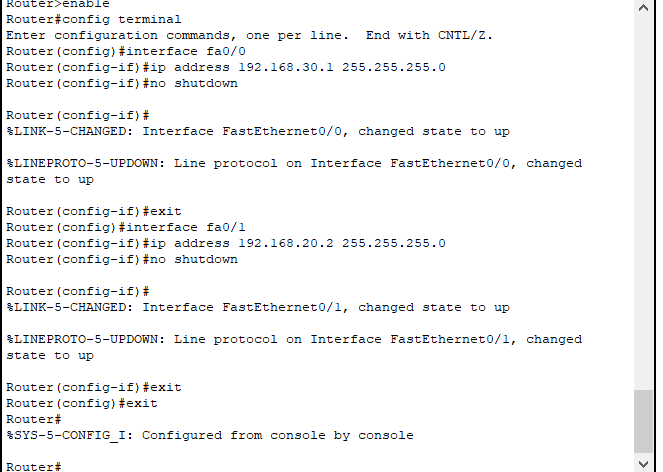 Router>enable
Router#config terminal
Enter configuration commands, one per line.  End with CNTL/Z.
Router(config)#interface fa0/0
Router(config-if)#ip address 192.168.30.1 255.255.255.0
Router(config-if)#no shutdown

Router(config-if)#
%LINK-5-CHANGED: Interface FastEthernet0/0, changed state to up

%LINEPROTO-5-UPDOWN: Line protocol on Interface FastEthernet0/0, changed
state to up

Router(config-if)#exit
Router(config)#interface fa0/1
Router(config-if)#ip address 192.168.20.2 255.255.255.0
Router(config-if)#no shutdown

Router(config-if)#
%LINK-5-CHANGED: Interface FastEthernet0/1, changed state to up

%LINEPROTO-5-UPDOWN: Line protocol on Interface FastEthernet0/1, changed
state to up

Router(config-if)#exit
Router(config)#exit
Router#
%SYS-5-CONFIG_I: Configured from console by console

Router#